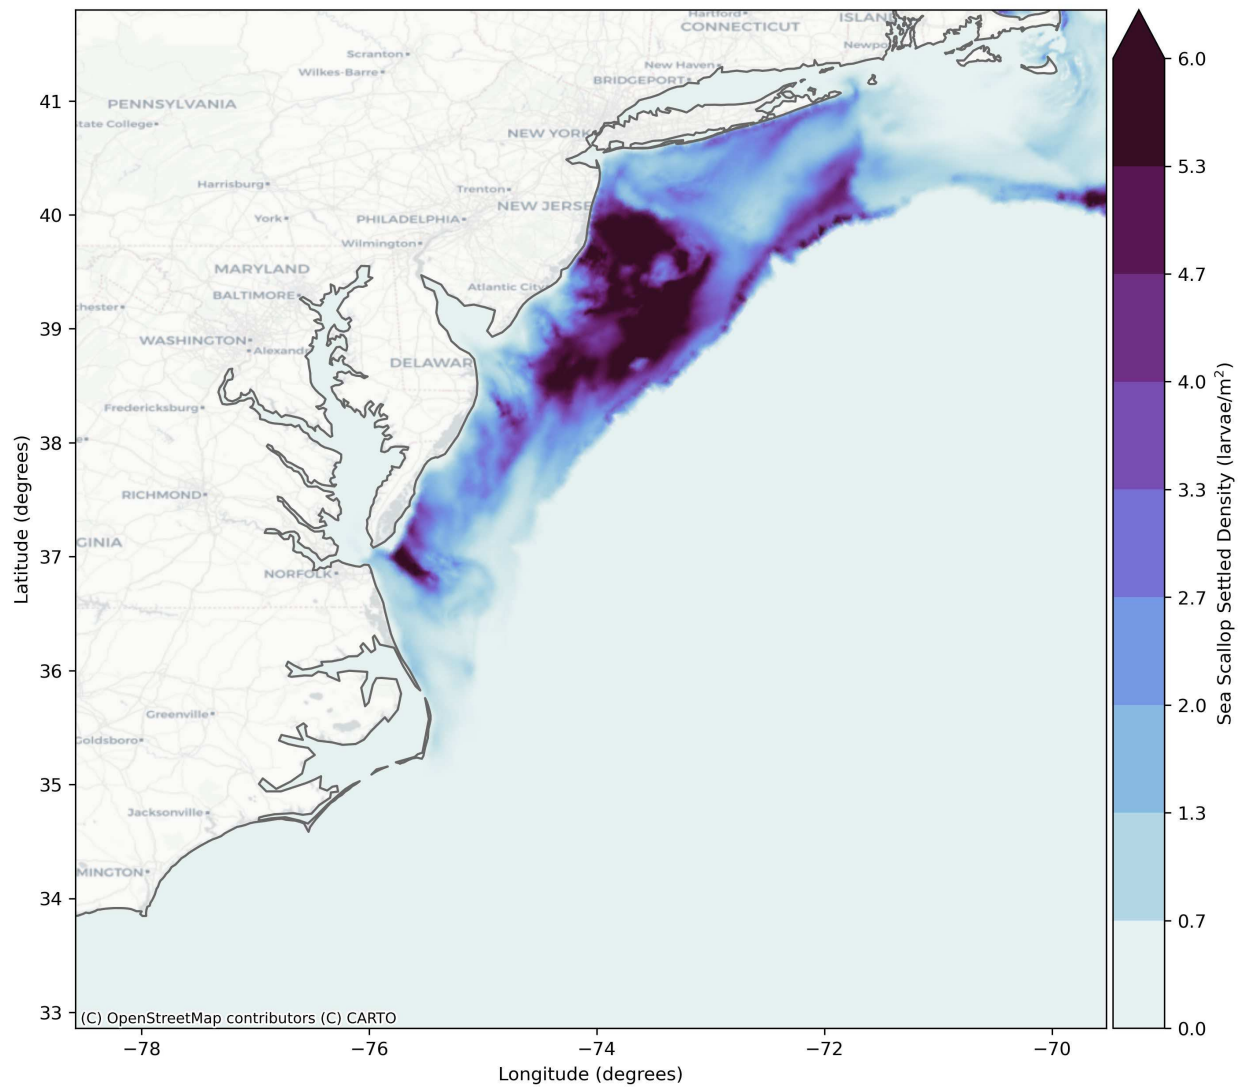 Hartford
ISLAN
CONNECTICUT
Newpo
Scranton
New Haven
Wilkes-Barre
BRIDGEPORT
PENNSYLVANIA
State College
NEW YORK
Harrisburg
Trenton
NEW JERSE
York
PHILADELPHIA
Wilmington
MARYLAND
Atlantic City
BALTIMORE
chester
WASHINGTON
Alexand
DELAWAR
Fredericksburg
RICHMOND
GINIA
NORFOLK
Greenville
Goldsboro
Jacksonville
MINGTON
(C) OpenStreetMap contributors (C) CARTO
41
40
39
38
37
36
35
34
33
Latitude (degrees)
−78
−76
−74
−72
−70
Longitude (degrees)
6.0
5.3
4.7
4.0
3.3
2.7
2.0
1.3
0.7
0.0
Sea Scallop Settled Density (larvae/m²)